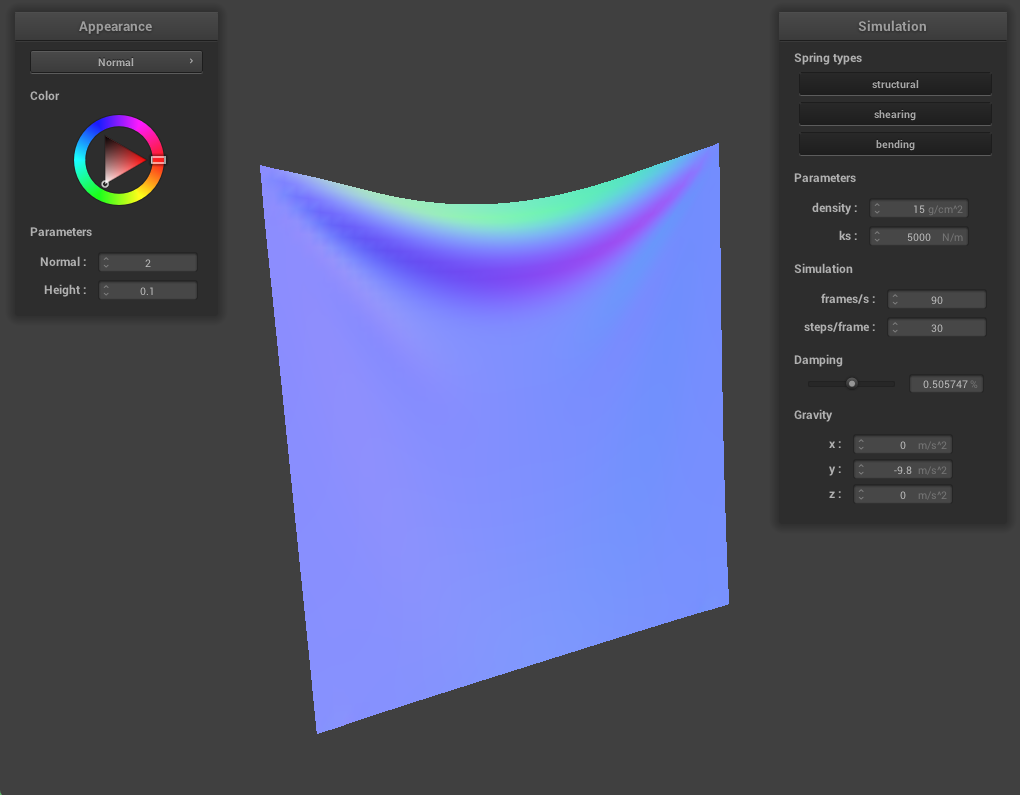 Appearance
Normal ›
Color
Parameters
Normal : 2
Height : 0.1
Simulation
Spring types
structural
shearing
bending
Parameters
density : 15 g/cm^2
ks : 5000 N/m
Simulation
frames/s : 90
steps/frame : 30
Damping
0.505747 %
Gravity
x : 0 m/s^2
y : -9.8 m/s^2
z : 0 m/s^2